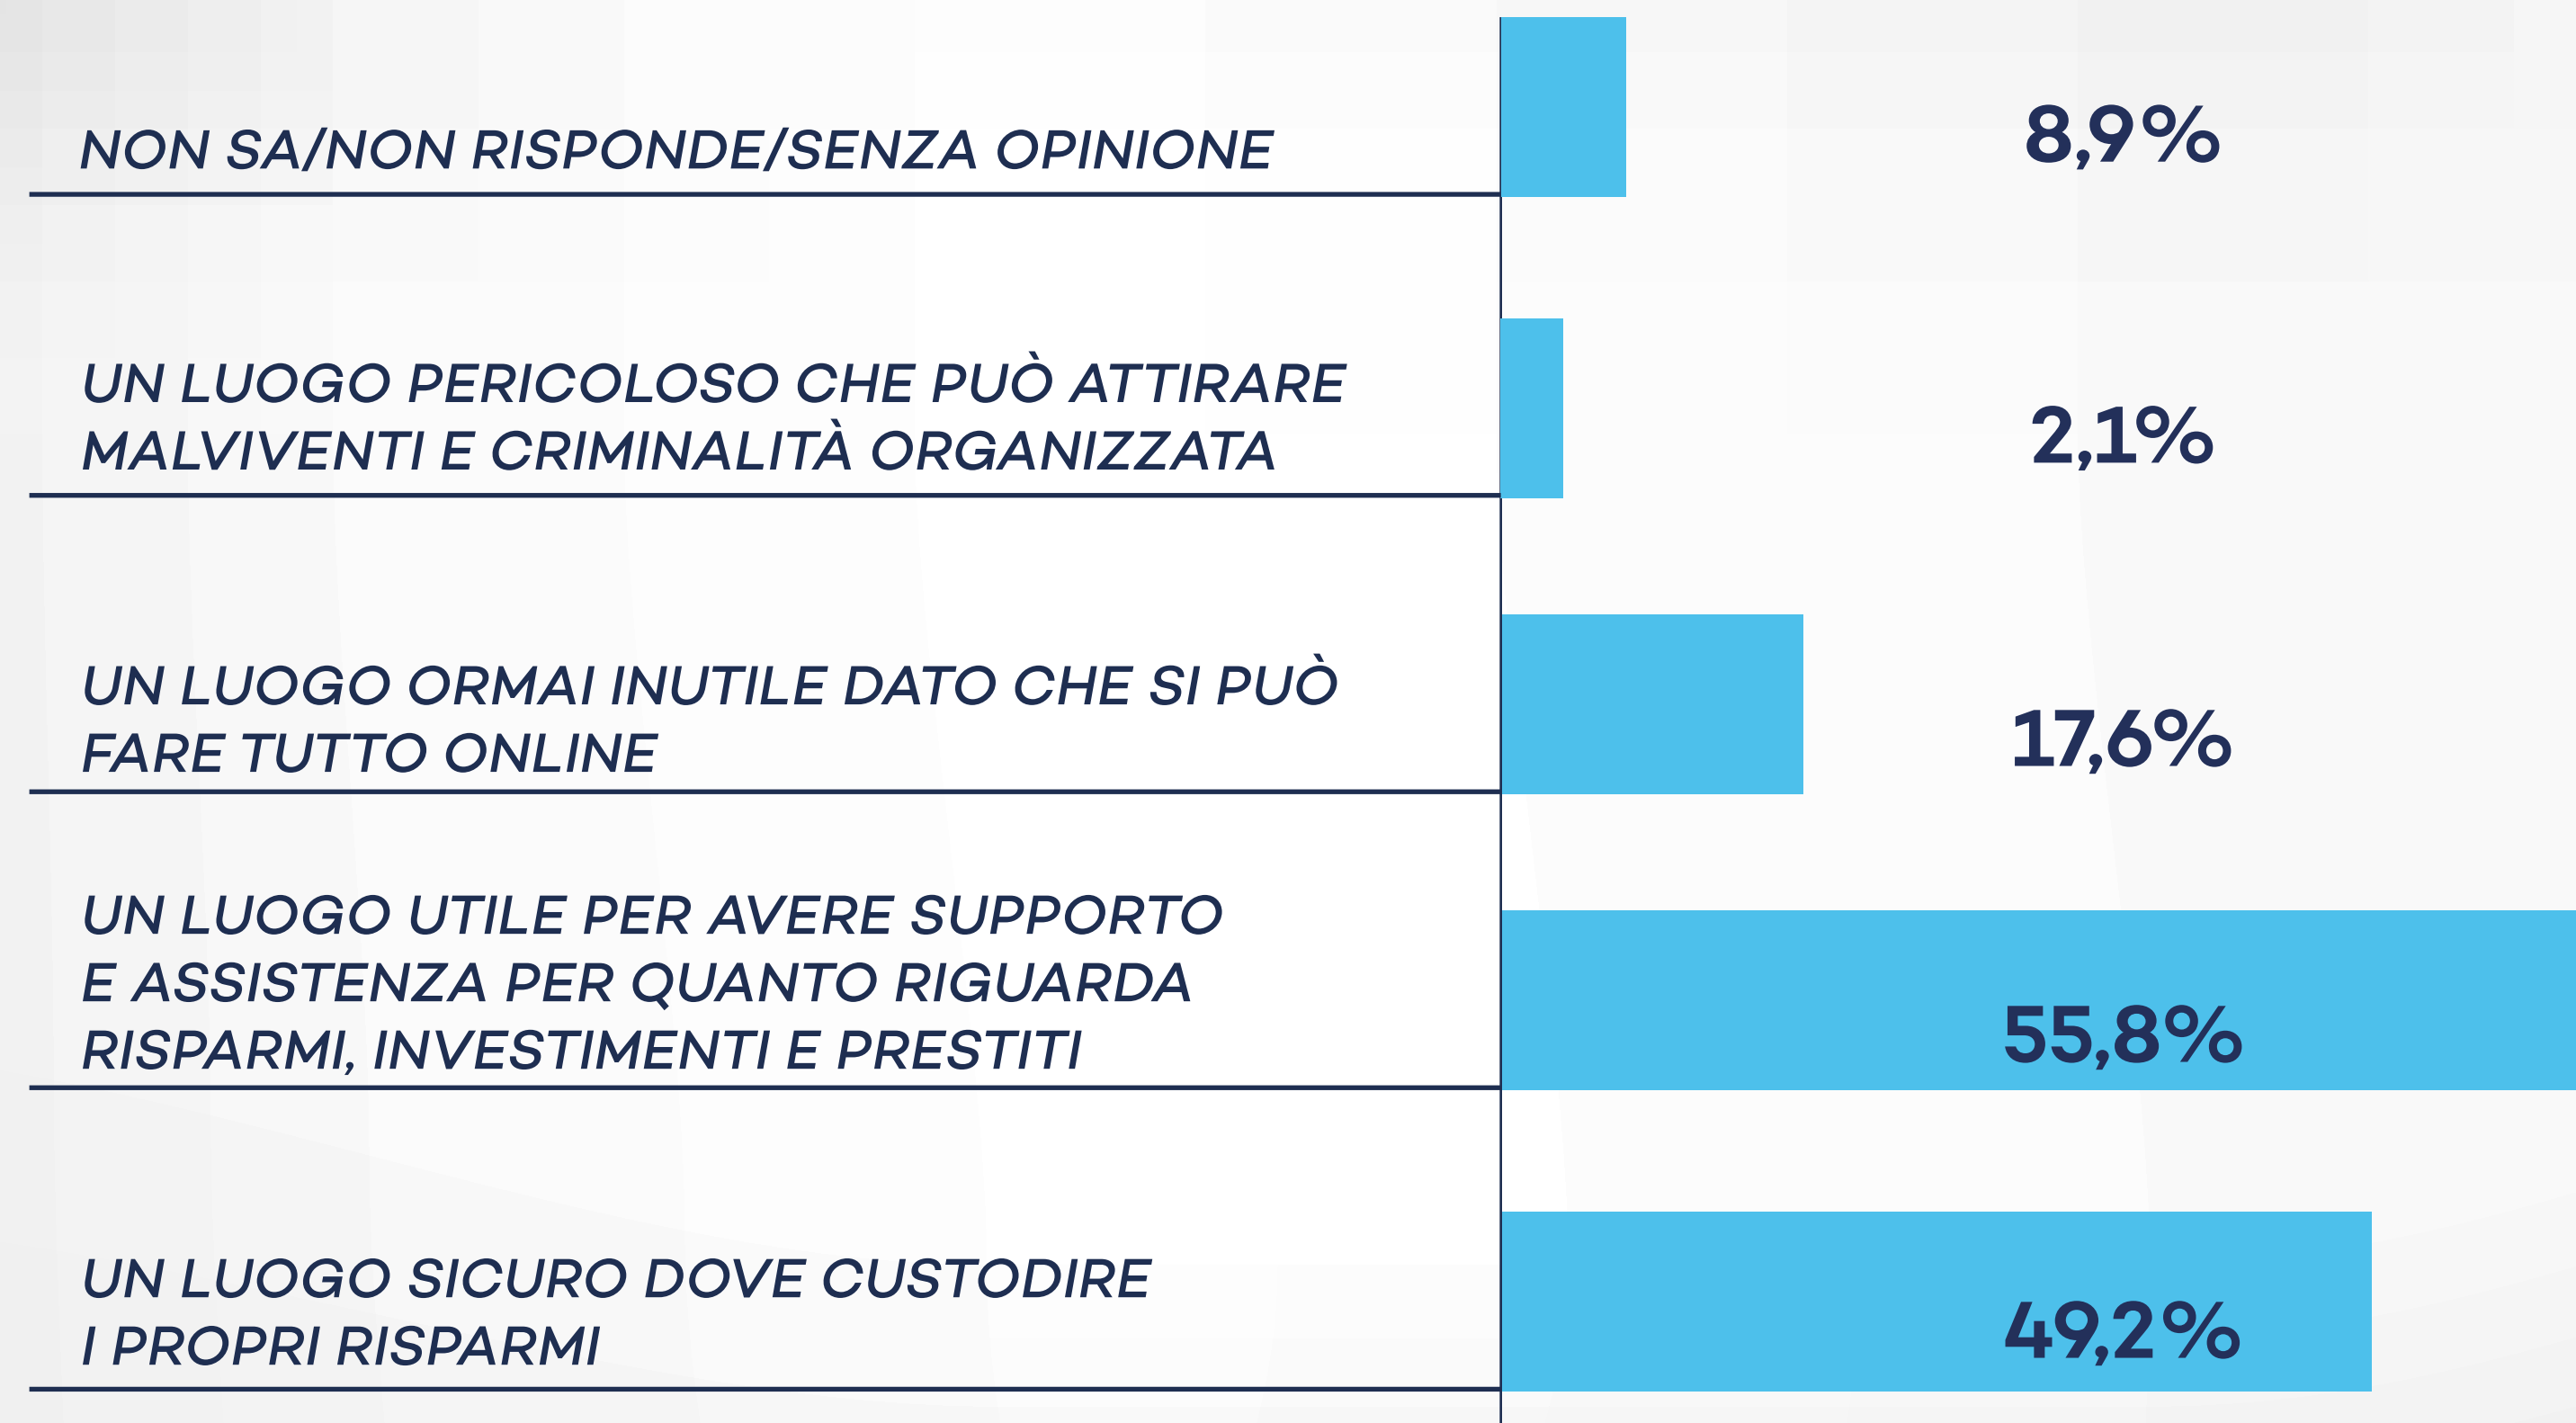 NON SA/NON RISPONDE/SENZA OPINIONE
8,9%
UN LUOGO PERICOLOSO CHE PUÒ ATTIRARE
MALVIVENTI E CRIMINALITÀ ORGANIZZATA
2,1%
UN LUOGO ORMAI INUTILE DATO CHE SI PUÒ
FARE TUTTO ONLINE
17,6%
UN LUOGO UTILE PER AVERE SUPPORTO
E ASSISTENZA PER QUANTO RIGUARDA
RISPARMI, INVESTIMENTI E PRESTITI
55,8%
UN LUOGO SICURO DOVE CUSTODIRE
I PROPRI RISPARMI
49,2%